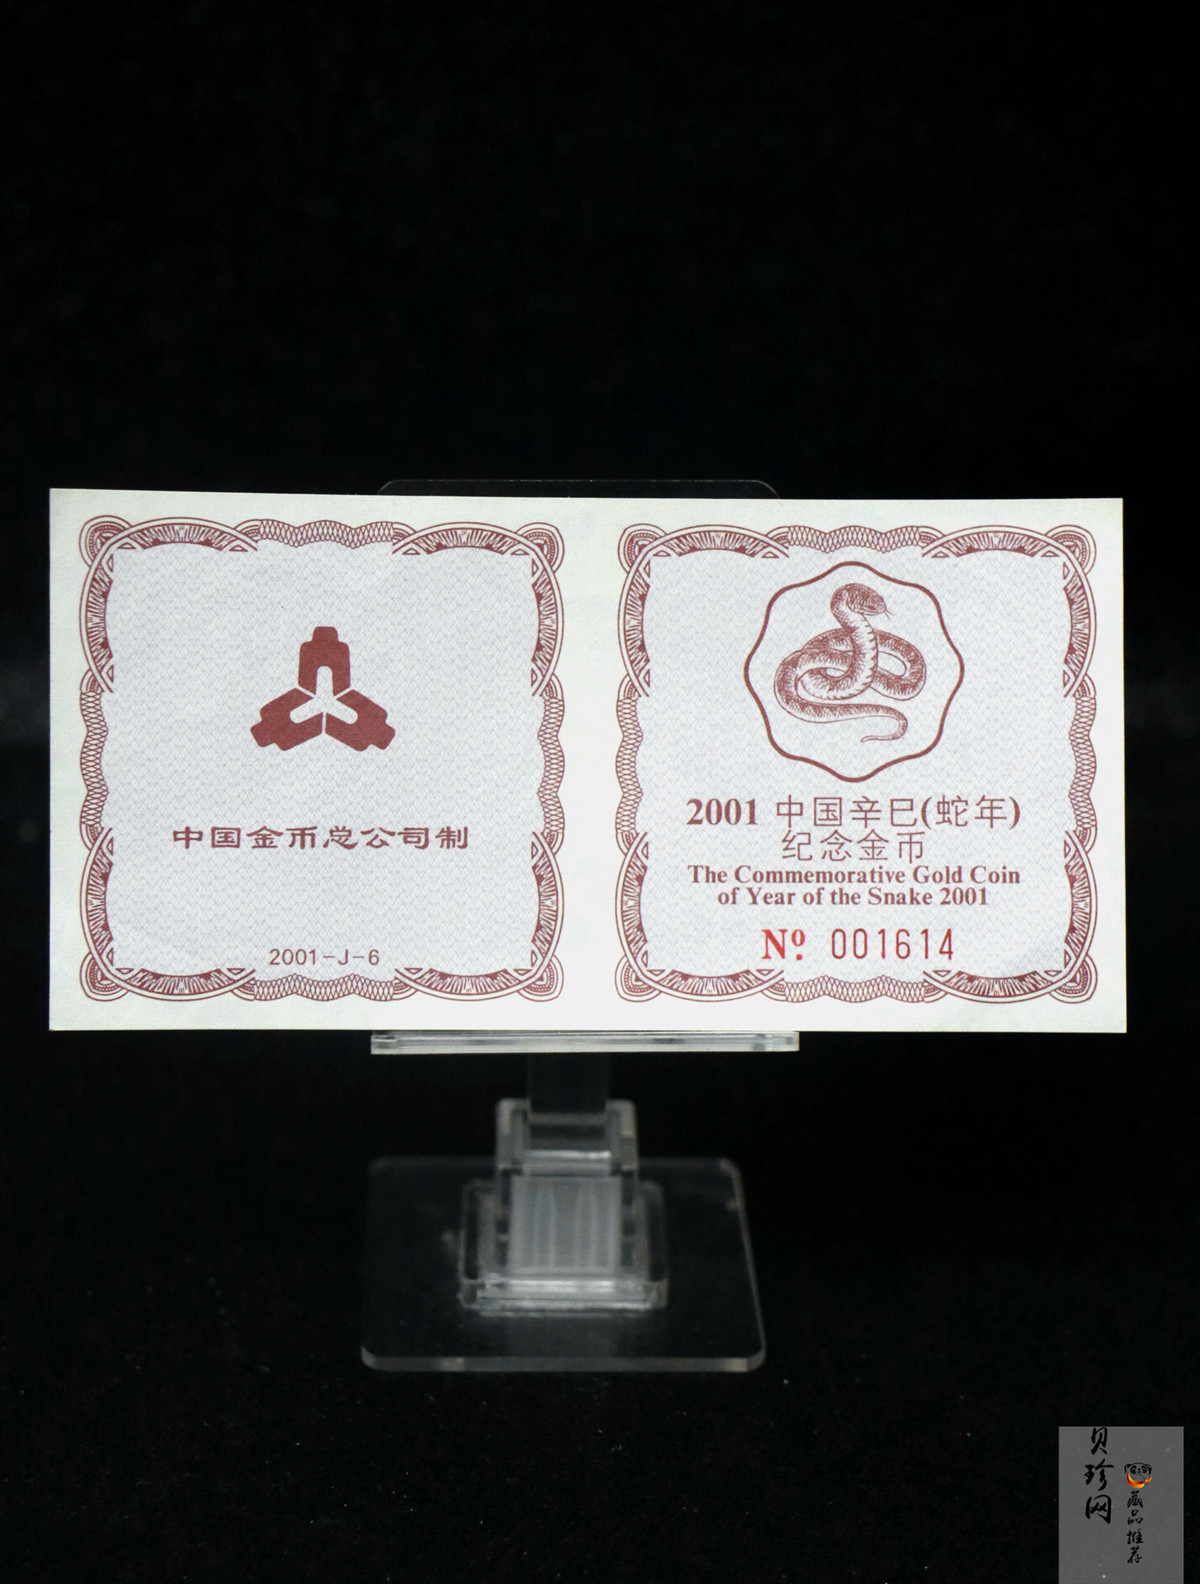 中国金币总公司制
2001-J-6
2001 中国辛巳(蛇年)
纪念金币
The Commemorative Gold Coin
of Year of the Snake 2001
Nº 001614
贝珍网
藏品推荐